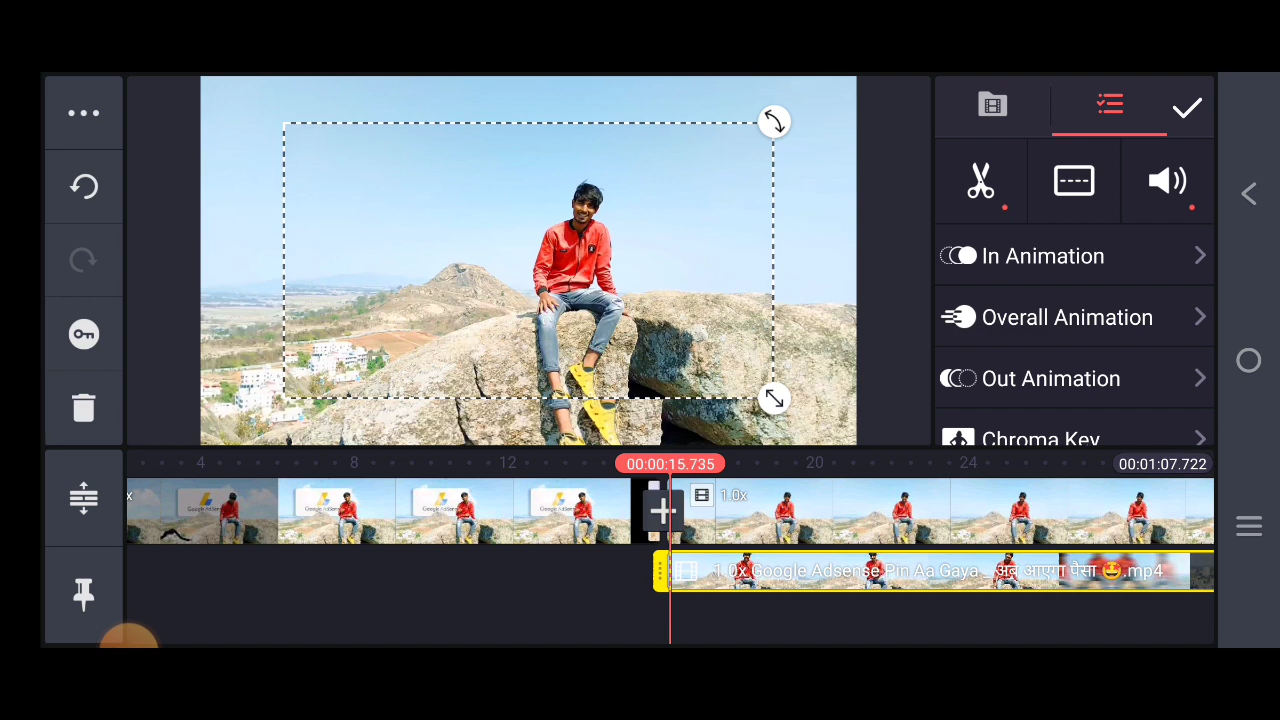 In Animation
Overall Animation
Out Animation
Chroma Key
4
8
12
00:00:15.735
20
24
00:01:07.722
x
1.0x
1.0x Google Adsense Pin Aa Gaya _ अब आएगा पैसा 🤩.mp4